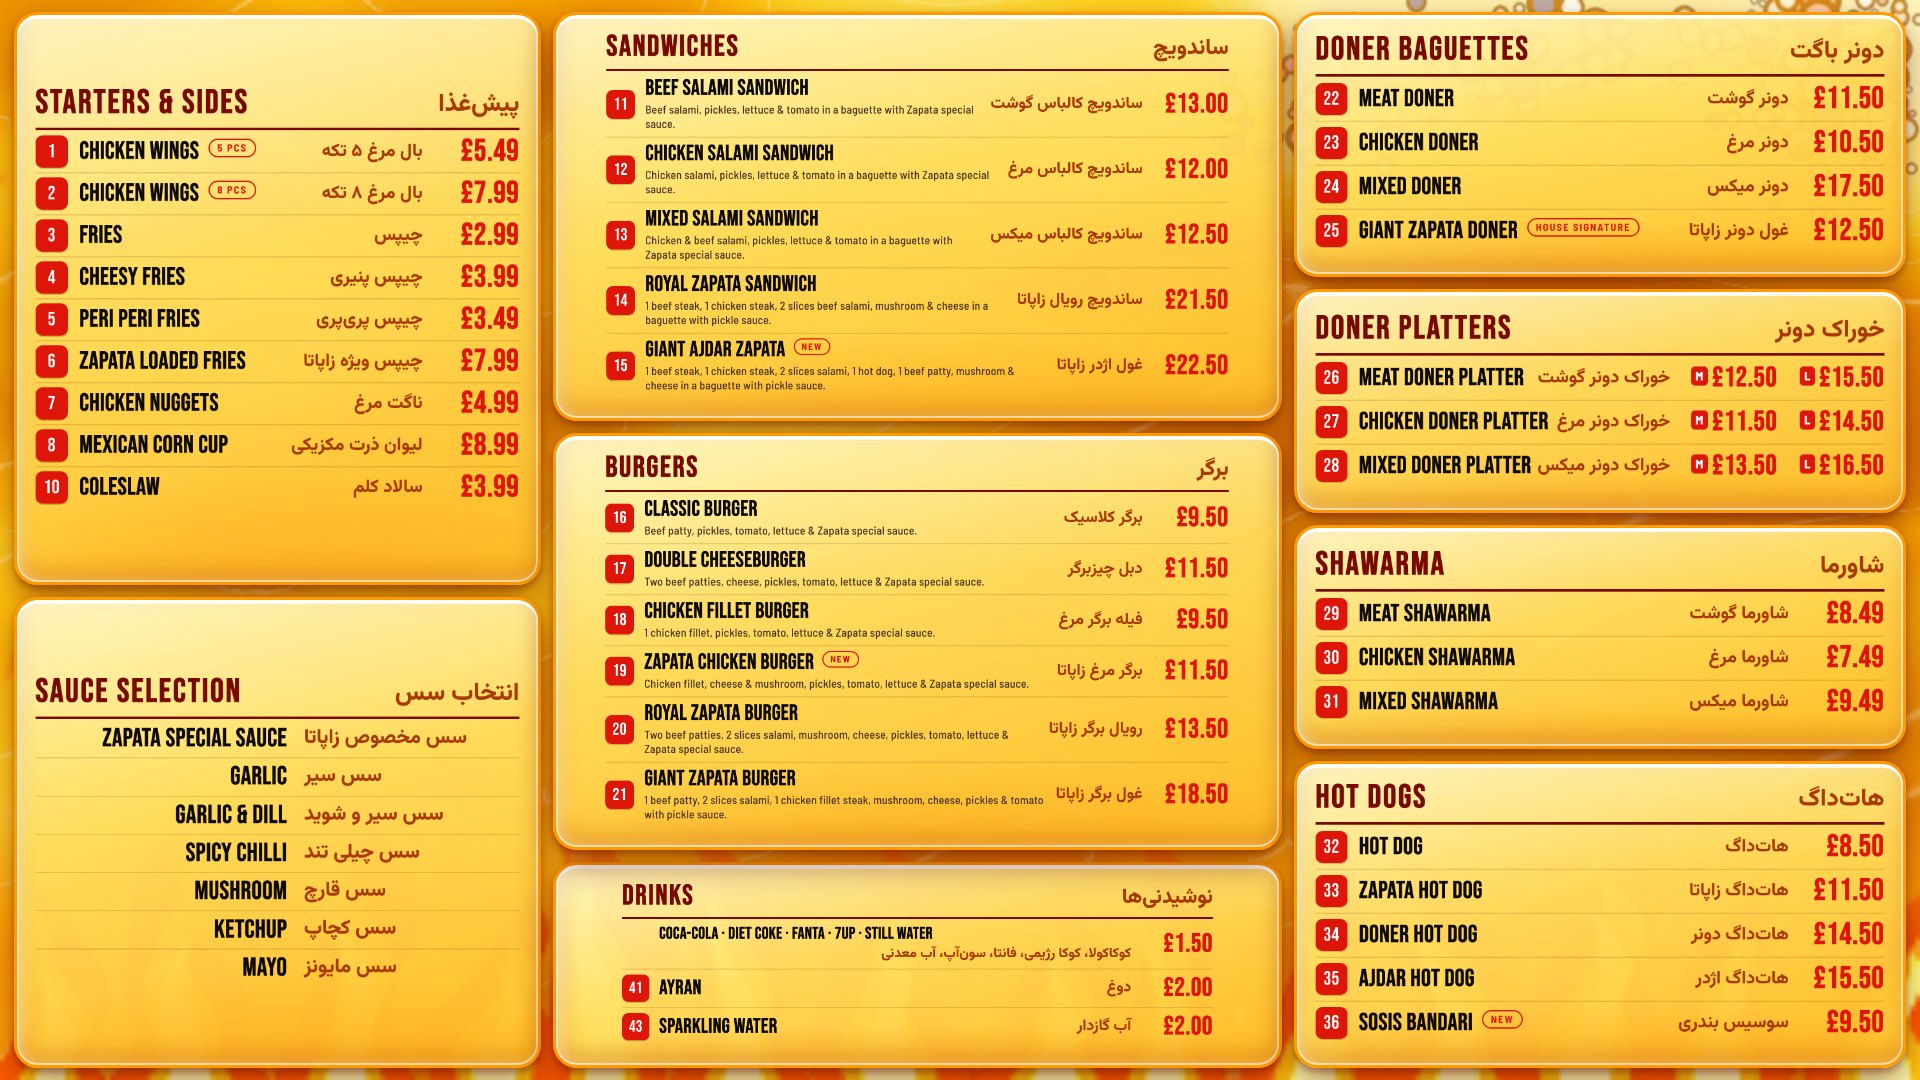 STARTERS & SIDES پیش‌غذا
1 CHICKEN WINGS 5 PCS بال مرغ ۵ تکه £5.49
2 CHICKEN WINGS 8 PCS بال مرغ ۸ تکه £7.99
3 FRIES چیپس £2.99
4 CHEESY FRIES چیپس پنیری £3.99
5 PERI PERI FRIES چیپس پری‌پری £3.49
6 ZAPATA LOADED FRIES چیپس ویژه زاپاتا £7.99
7 CHICKEN NUGGETS ناگت مرغ £4.99
8 MEXICAN CORN CUP لیوان ذرت مکزیکی £8.99
10 COLESLAW سالاد کلم £3.99
SAUCE SELECTION انتخاب سس
ZAPATA SPECIAL SAUCE سس مخصوص زاپاتا
GARLIC سس سیر
GARLIC & DILL سس سیر و شوید
SPICY CHILLI سس چیلی تند
MUSHROOM سس قارچ
KETCHUP سس کچاپ
MAYO سس مایونز
SANDWICHES ساندویچ
11 BEEF SALAMI SANDWICH ساندویچ کالباس گوشت £13.00
Beef salami, pickles, lettuce & tomato in a baguette with Zapata special
sauce.
12 CHICKEN SALAMI SANDWICH ساندویچ کالباس مرغ £12.00
Chicken salami, pickles, lettuce & tomato in a baguette with Zapata special
sauce.
13 MIXED SALAMI SANDWICH ساندویچ کالباس میکس £12.50
Chicken & beef salami, pickles, lettuce & tomato in a baguette with
Zapata special sauce.
14 ROYAL ZAPATA SANDWICH ساندویچ رویال زاپاتا £21.50
1 beef steak, 1 chicken steak, 2 slices beef salami, mushroom & cheese in a
baguette with pickle sauce.
15 GIANT AJDAR ZAPATA NEW غول اژدر زاپاتا £22.50
1 beef steak, 1 chicken steak, 2 slices salami, 1 hot dog, 1 beef patty, mushroom &
cheese in a baguette with pickle sauce.
BURGERS برگر
16 CLASSIC BURGER برگر کلاسیک £9.50
Beef patty, pickles, tomato, lettuce & Zapata special sauce.
17 DOUBLE CHEESEBURGER دبل چیزبرگر £11.50
Two beef patties, cheese, pickles, tomato, lettuce & Zapata special sauce.
18 CHICKEN FILLET BURGER فیله برگر مرغ £9.50
1 chicken fillet, pickles, tomato, lettuce & Zapata special sauce.
19 ZAPATA CHICKEN BURGER NEW برگر مرغ زاپاتا £11.50
Chicken fillet, cheese & mushroom, pickles, tomato, lettuce & Zapata special sauce.
20 ROYAL ZAPATA BURGER رویال برگر زاپاتا £13.50
Two beef patties, 2 slices salami, mushroom, cheese, pickles, tomato, lettuce &
Zapata special sauce.
21 GIANT ZAPATA BURGER غول برگر زاپاتا £18.50
1 beef patty, 2 slices salami, 1 chicken fillet steak, mushroom, cheese, pickles & tomato
with pickle sauce.
DRINKS نوشیدنی‌ها
COCA-COLA · DIET COKE · FANTA · 7UP · STILL WATER £1.50
کوکاکولا، کوکا رژیمی، فانتا، سون‌آپ، آب معدنی
41 AYRAN دوغ £2.00
43 SPARKLING WATER آب گازدار £2.00
DONER BAGUETTES دونر باگت
22 MEAT DONER دونر گوشت £11.50
23 CHICKEN DONER دونر مرغ £10.50
24 MIXED DONER دونر میکس £17.50
25 GIANT ZAPATA DONER HOUSE SIGNATURE غول دونر زاپاتا £12.50
DONER PLATTERS خوراک دونر
26 MEAT DONER PLATTER خوراک دونر گوشت M £12.50 L £15.50
27 CHICKEN DONER PLATTER خوراک دونر مرغ M £11.50 L £14.50
28 MIXED DONER PLATTER خوراک دونر میکس M £13.50 L £16.50
SHAWARMA شاورما
29 MEAT SHAWARMA شاورما گوشت £8.49
30 CHICKEN SHAWARMA شاورما مرغ £7.49
31 MIXED SHAWARMA شاورما میکس £9.49
HOT DOGS هات‌داگ
32 HOT DOG هات‌داگ £8.50
33 ZAPATA HOT DOG هات‌داگ زاپاتا £11.50
34 DONER HOT DOG هات‌داگ دونر £14.50
35 AJDAR HOT DOG هات‌داگ اژدر £15.50
36 SOSIS BANDARI NEW سوسیس بندری £9.50